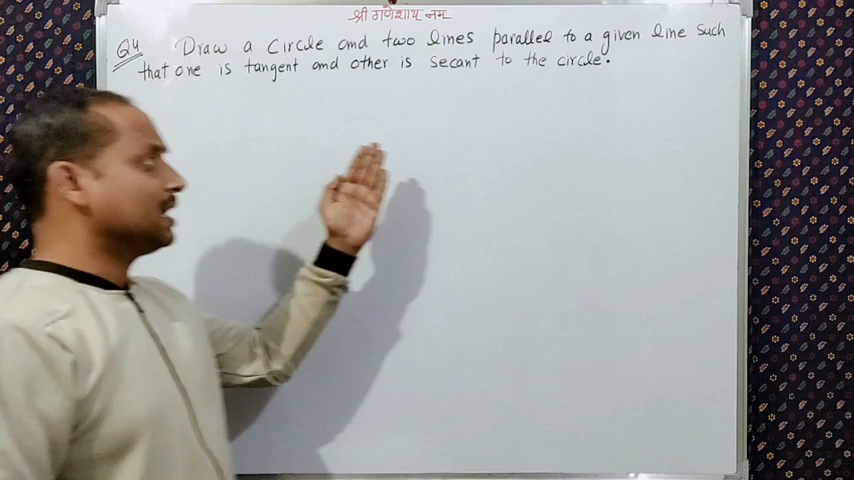 श्री गणेशाय नमः
Q4 Draw a circle and two lines parallel to a given line such
that one is tangent and other is secant to the circle.